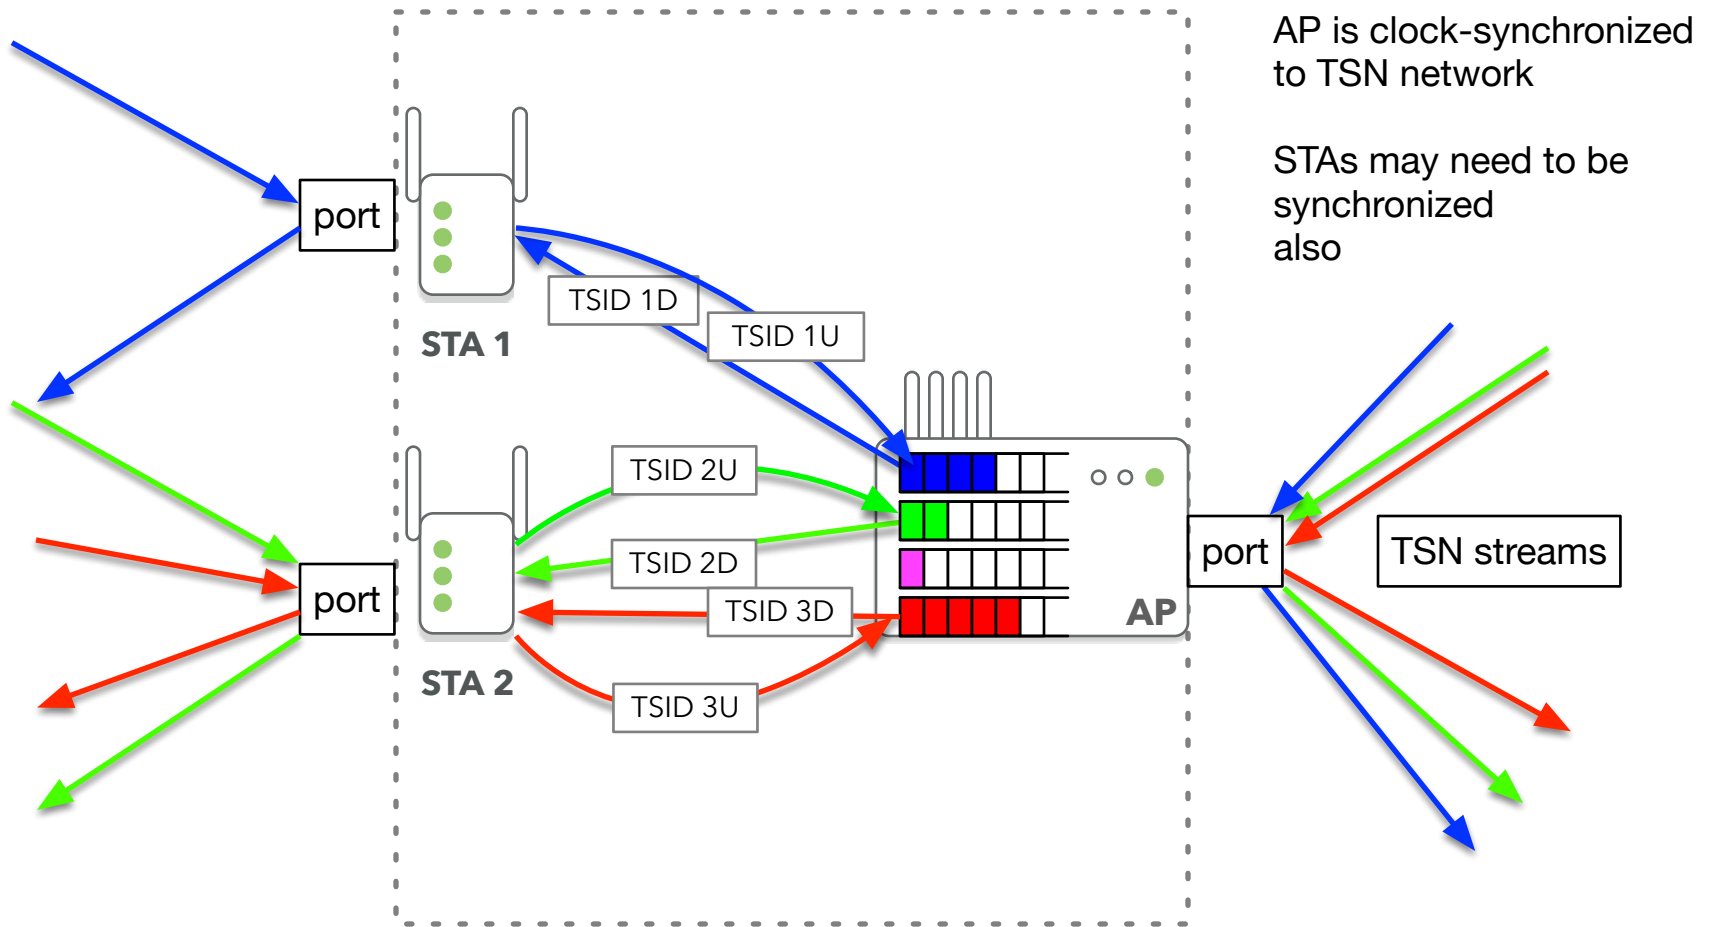 AP is clock-synchronized
to TSN network
STAs may need to be
synchronized
also
port
TSID 1D
TSID 1U
STA 1
TSID 2U
TSID 2D
port
TSN streams
port
TSID 3D
AP
STA 2
TSID 3U